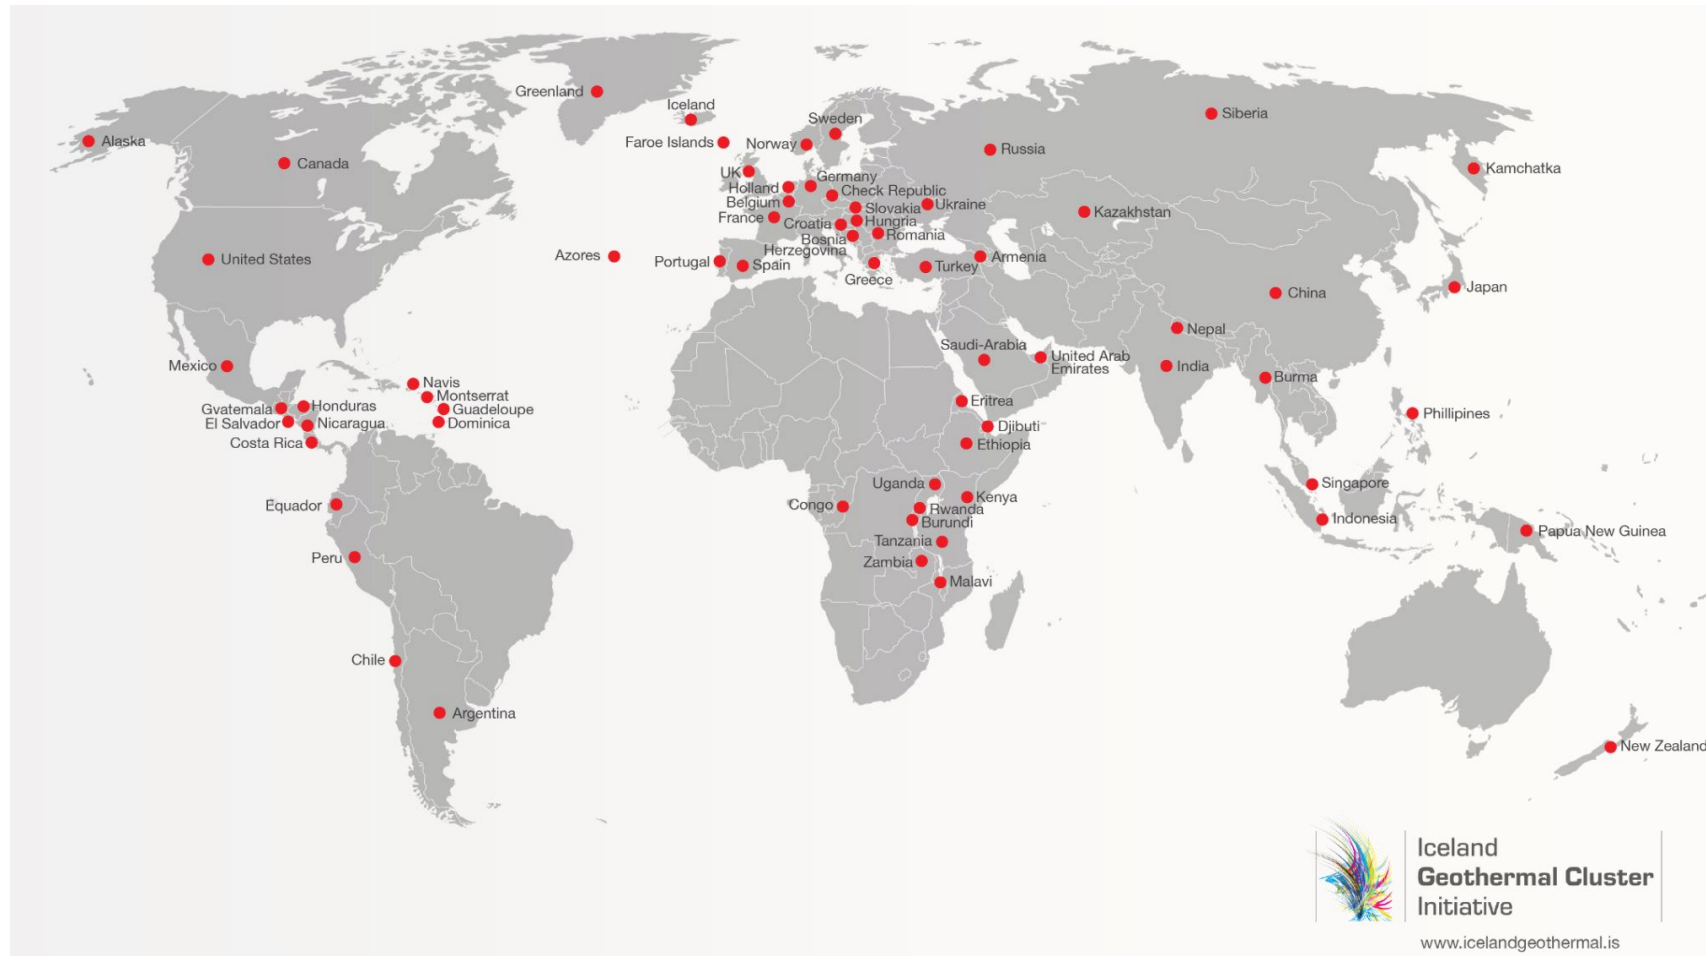 Greenland
Iceland
Alaska
Canada
Faroe Islands
Norway
Sweden
Siberia
Russia
Kamchatka
UK
Holland
Germany
Belgium
Check Republic
France
Slovakia
Ukraine
Croatia
Hungria
Bosnia
Herzegovina
Romania
Kazakhstan
United States
Azores
Portugal
Spain
Greece
Turkey
Armenia
China
Japan
Nepal
Mexico
Navis
Montserrat
Guadeloupe
Dominica
Gvatemala
Honduras
El Salvador
Nicaragua
Costa Rica
Saudi-Arabia
United Arab
Emirates
India
Burma
Eritrea
Djibuti
Ethiopia
Phillipines
Equador
Peru
Congo
Uganda
Kenya
Rwanda
Burundi
Tanzania
Zambia
Malavi
Singapore
Indonesia
Papua New Guinea
Chile
Argentina
New Zealand
Iceland
Geothermal Cluster
Initiative
www.icelandgeothermal.is